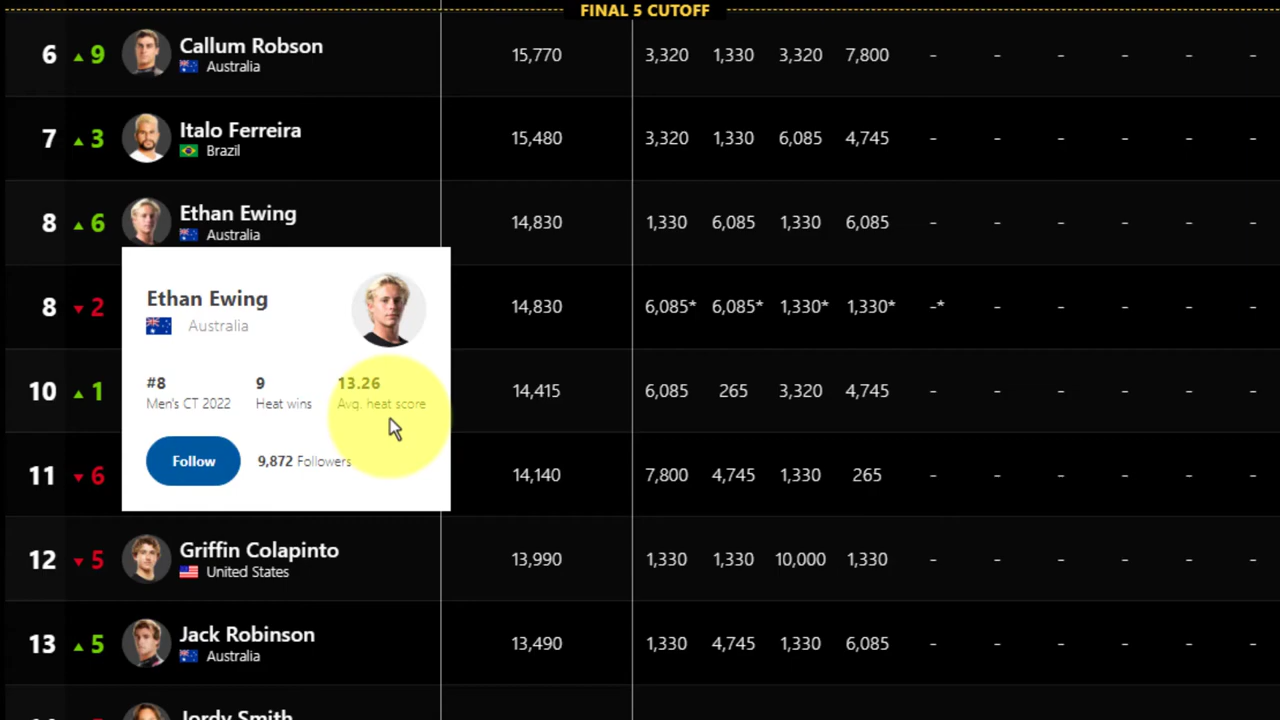 FINAL 5 CUTOFF
6 ▲ 9 Callum Robson 15,770 3,320 1,330 3,320 7,800 - - - - - -
Australia
7 ▲ 3 Italo Ferreira 15,480 3,320 1,330 6,085 4,745 - - - - - -
Brazil
8 ▲ 6 Ethan Ewing 14,830 1,330 6,085 1,330 6,085 - - - - - -
Australia
8 ▼ 2 14,830 6,085* 6,085* 1,330* 1,330* -* - - - - -
10 ▲ 1 14,415 6,085 265 3,320 4,745 - - - - - -
11 ▼ 6 14,140 7,800 4,745 1,330 265 - - - - - -
Ethan Ewing
Australia
#8 9 13.26
Men's CT 2022 Heat wins Avg. heat score
Follow 9,872 Followers
12 ▼ 5 Griffin Colapinto 13,990 1,330 1,330 10,000 1,330 - - - - - -
United States
13 ▲ 5 Jack Robinson 13,490 1,330 4,745 1,330 6,085 - - - - - -
Australia
Jordy Smith